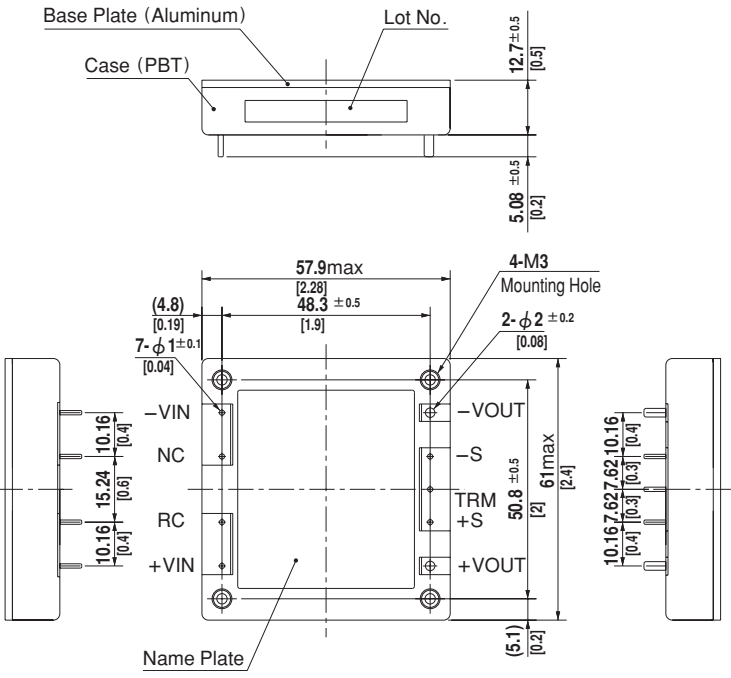 Base Plate (Aluminum)
Lot No.
Case (PBT)
12.7±0.5
[0.5]
5.08 ±0.5
[0.2]
57.9max
[2.28]
4-M3
Mounting Hole
(4.8)
[0.19]
48.3 ±0.5
[1.9]
2-ϕ2 ±0.2
[0.08]
7-ϕ1±0.1
[0.04]
−VIN
NC
RC
+VIN
−VOUT
−S
TRM
+S
+VOUT
10.16
[0.4]
15.24
[0.6]
10.16
[0.4]
50.8 ±0.5
[2]
61max
[2.4]
10.16
[0.4]
7.62
[0.3]
7.62
[0.3]
10.16
[0.4]
(5.1)
[0.2]
Name Plate